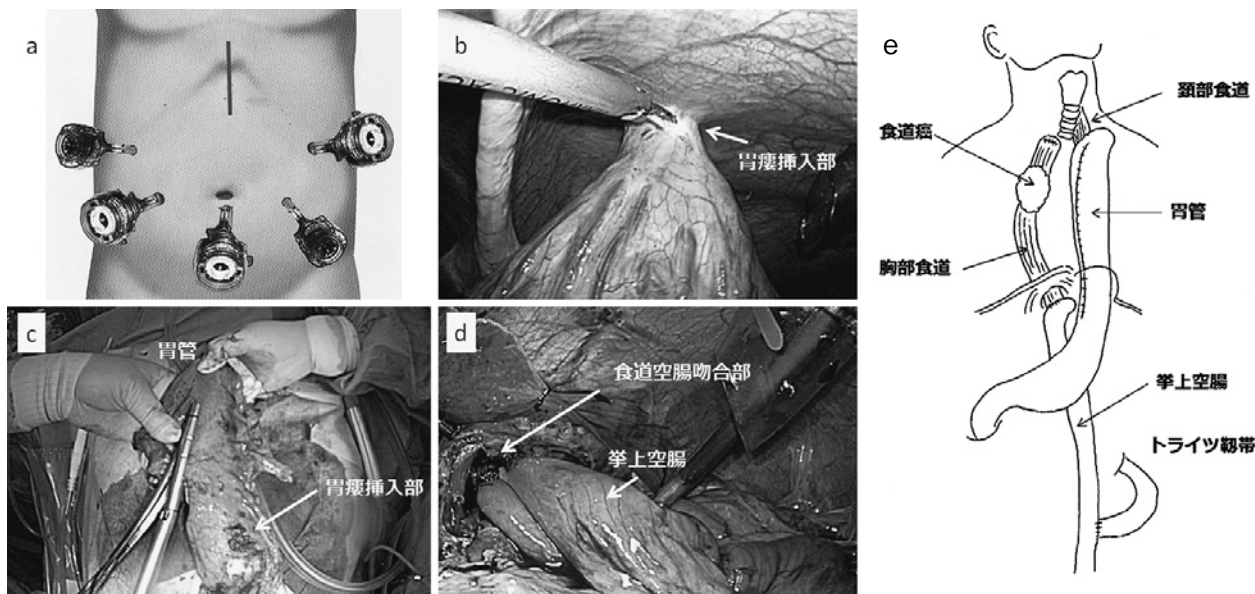 a
b
胃瘻挿入部
c
胃管
胃瘻挿入部
d
食道空腸吻合部
挙上空腸
e
頚部食道
食道癌
胃管
胸部食道
挙上空腸
トライツ靱帯